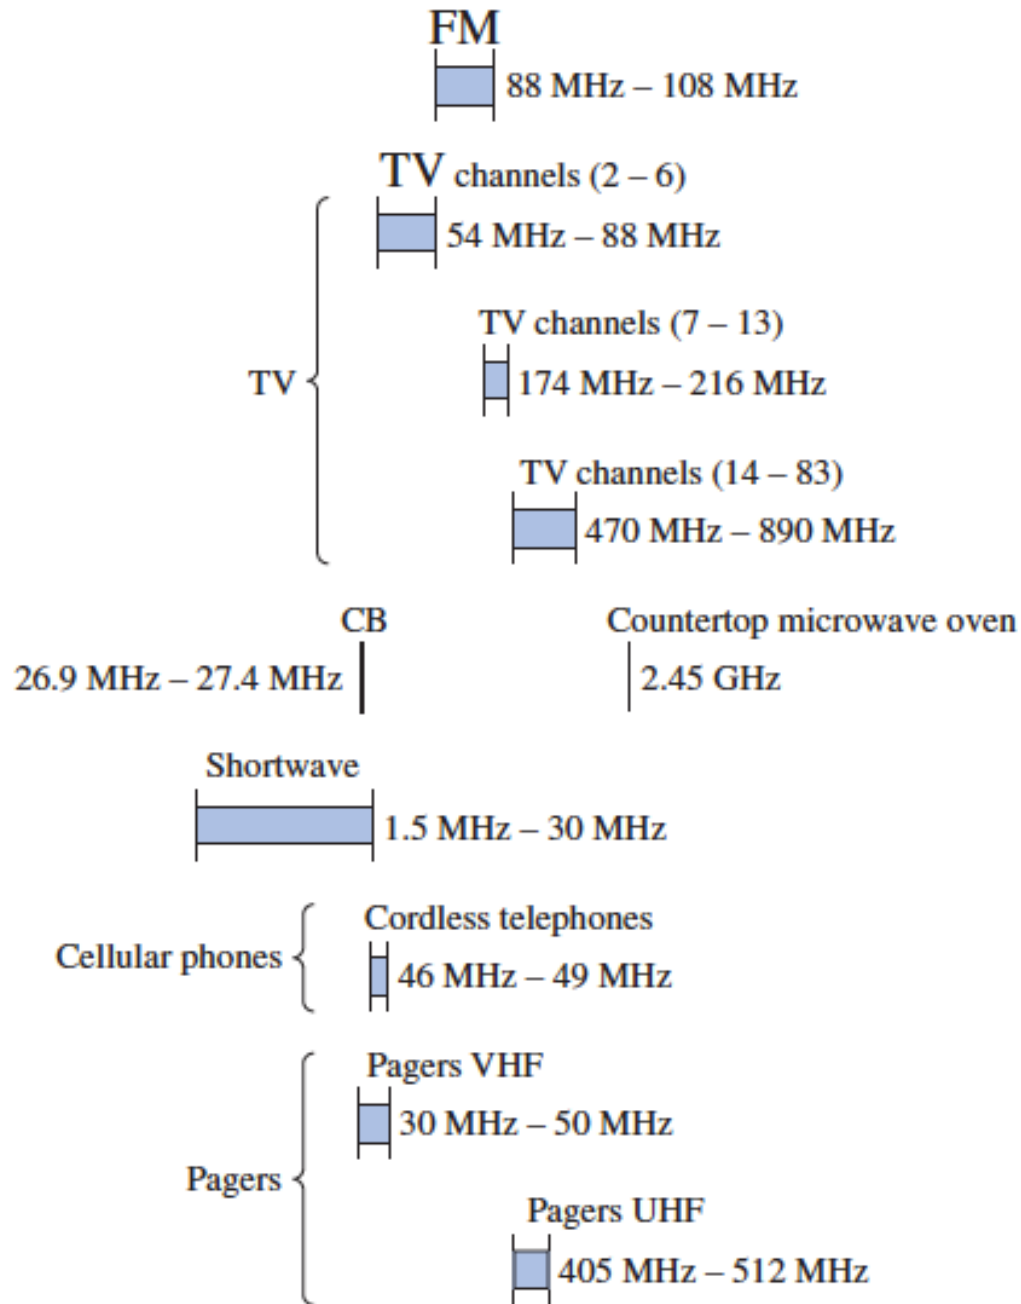 FM
88 MHz – 108 MHz
TV channels (2 – 6)
54 MHz – 88 MHz
TV channels (7 – 13)
TV
174 MHz – 216 MHz
TV channels (14 – 83)
470 MHz – 890 MHz
CB
Countertop microwave oven
26.9 MHz – 27.4 MHz
2.45 GHz
Shortwave
1.5 MHz – 30 MHz
Cordless telephones
Cellular phones
46 MHz – 49 MHz
Pagers VHF
30 MHz – 50 MHz
Pagers
Pagers UHF
405 MHz – 512 MHz